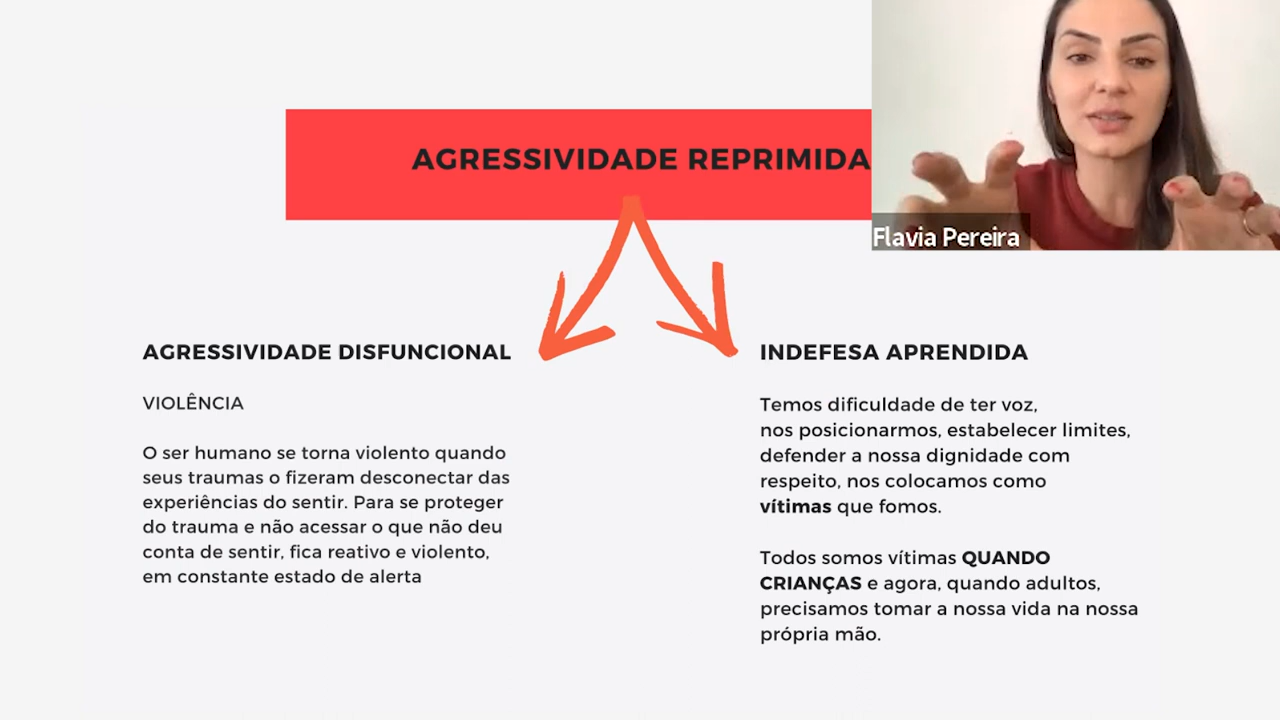 AGRESSIVIDADE REPRIMIDA
Flavia Pereira
AGRESSIVIDADE DISFUNCIONAL
VIOLÊNCIA
O ser humano se torna violento quando
seus traumas o fizeram desconectar das
experiências do sentir. Para se proteger
do trauma e não acessar o que não deu
conta de sentir, fica reativo e violento,
em constante estado de alerta
INDEFESA APRENDIDA
Temos dificuldade de ter voz,
nos posicionarmos, estabelecer limites,
defender a nossa dignidade com
respeito, nos colocamos como
vítimas que fomos.
Todos somos vítimas QUANDO
CRIANÇAS e agora, quando adultos,
precisamos tomar a nossa vida na nossa
própria mão.